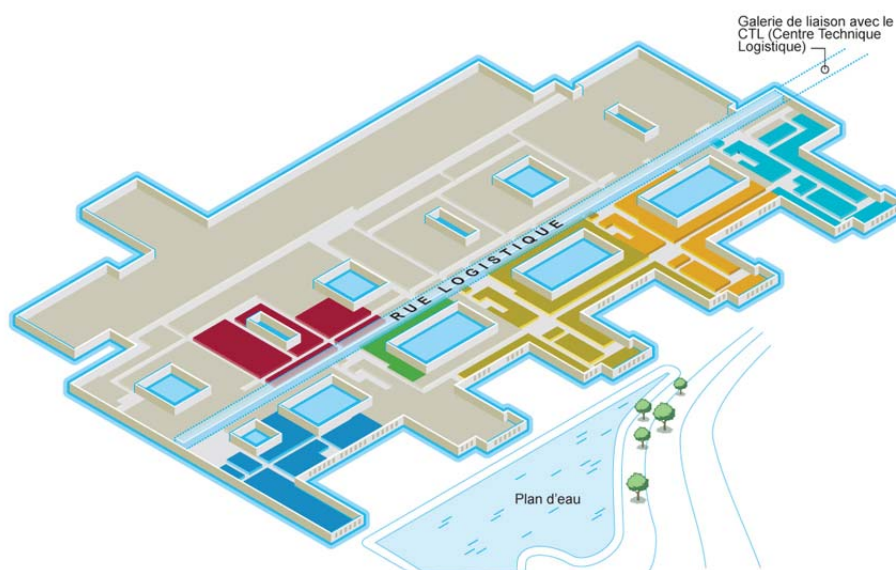 Galerie de liaison avec le
CTL (Centre Technique
Logistique)
RUE LOGISTIQUE
Plan d'eau